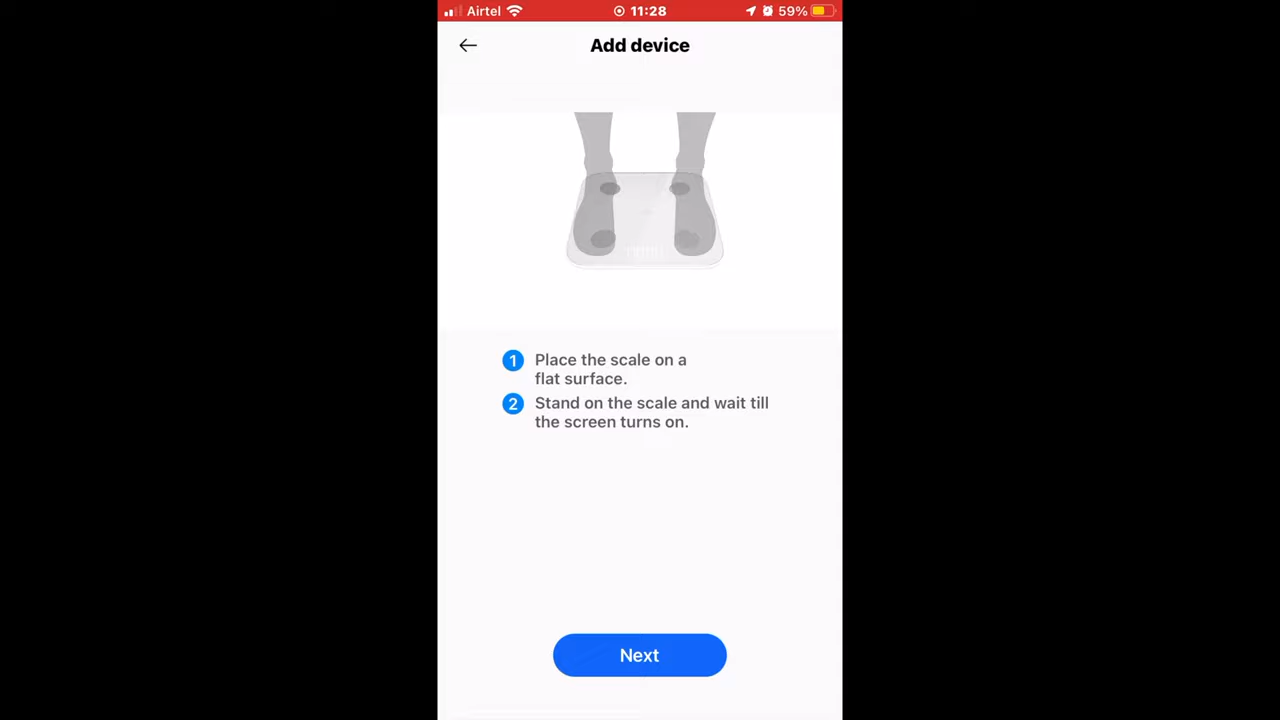 Airtel 11:28 59%
Add device
1 Place the scale on a
flat surface.
2 Stand on the scale and wait till
the screen turns on.
Next